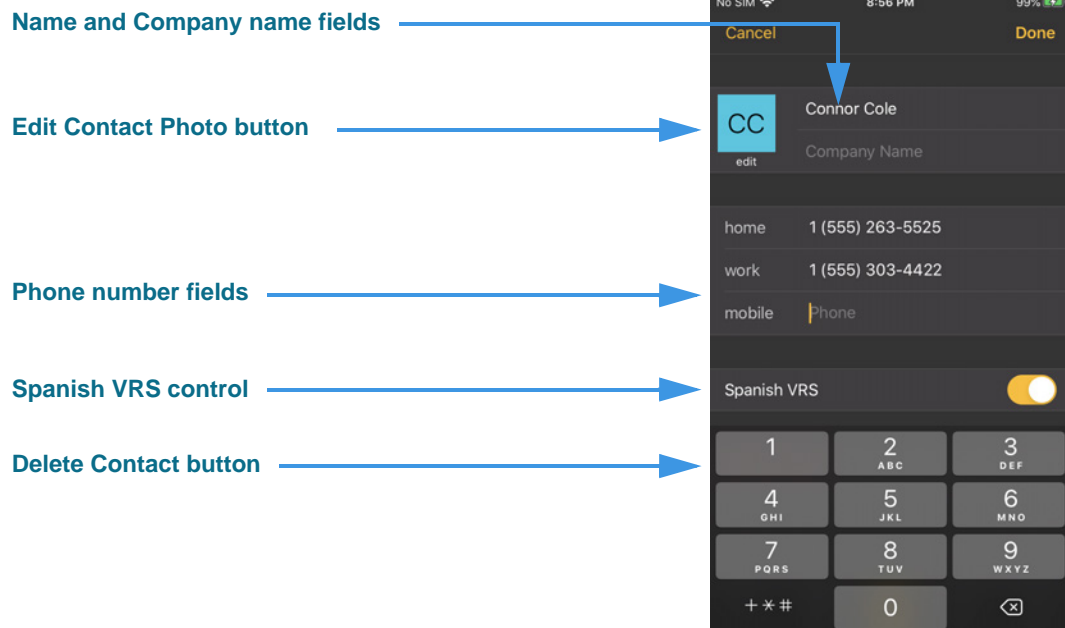 No SIM 8:56 PM 99%
Name and Company name fields
Cancel Done
Connor Cole
CC
Edit Contact Photo button
Company Name
edit
home 1 (555) 263-5525
work 1 (555) 303-4422
Phone number fields
mobile Phone
Spanish VRS control
Spanish VRS
Delete Contact button
1 2 3
ABC DEF
4 5 6
GHI JKL MNO
7 8 9
PQRS TUV WXYZ
+*# 0